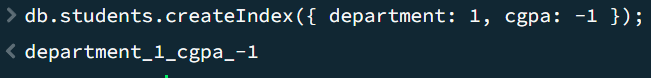 > db.students.createIndex({ department: 1, cgpa: -1 });
< department_1_cgpa_-1